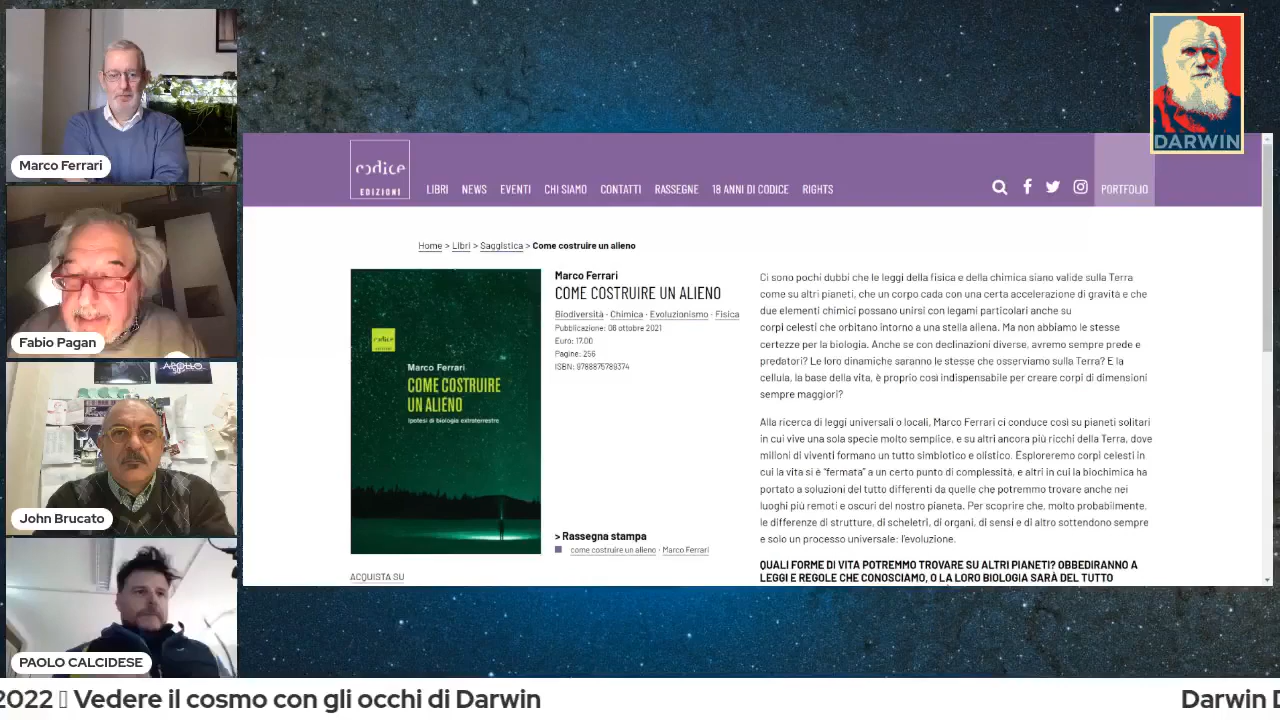 APOLLO
Marco Ferrari
Fabio Pagan
John Brucato
PAOLO CALCIDESE
DARWIN
codice
EDIZIONI
LIBRI NEWS EVENTI CHI SIAMO CONTATTI RASSEGNE 18 ANNI DI CODICE RIGHTS
PORTFOLIO
Home > Libri > Saggistica > Come costruire un alieno
Marco Ferrari
COME COSTRUIRE
UN ALIENO
Ipotesi di biologia extraterrestre
Marco Ferrari
COME COSTRUIRE UN ALIENO
Biodiversità · Chimica · Evoluzionismo · Fisica
Pubblicazione: 06 ottobre 2021
Euro: 17.00
Pagine: 256
ISBN: 9788875789374
> Rassegna stampa
come costruire un alieno · Marco Ferrari
ACQUISTA SU
Ci sono pochi dubbi che le leggi della fisica e della chimica siano valide sulla Terra
come su altri pianeti, che un corpo cada con una certa accelerazione di gravità e che
due elementi chimici possano unirsi con legami particolari anche su
corpi celesti che orbitano intorno a una stella aliena. Ma non abbiamo le stesse
certezze per la biologia. Anche se con declinazioni diverse, avremo sempre prede e
predatori? Le loro dinamiche saranno le stesse che osserviamo sulla Terra? E la
cellula, la base della vita, è proprio così indispensabile per creare corpi di dimensioni
sempre maggiori?
Alla ricerca di leggi universali o locali, Marco Ferrari ci conduce così su pianeti solitari
in cui vive una sola specie molto semplice, e su altri ancora più ricchi della Terra, dove
milioni di viventi formano un tutto simbiotico e olistico. Esploreremo corpi celesti in
cui la vita si è “fermata” a un certo punto di complessità, e altri in cui la biochimica ha
portato a soluzioni del tutto differenti da quelle che potremmo trovare anche nei
luoghi più remoti e oscuri del nostro pianeta. Per scoprire che, molto probabilmente,
le differenze di strutture, di scheletri, di organi, di sensi e di altro sottendono sempre
e solo un processo universale: l'evoluzione.
QUALI FORME DI VITA POTREMMO TROVARE SU ALTRI PIANETI? OBBEDIRANNO A
LEGGI E REGOLE CHE CONOSCIAMO, O LA LORO BIOLOGIA SARÀ DEL TUTTO
2022 ▯ Vedere il cosmo con gli occhi di Darwin
Darwin D